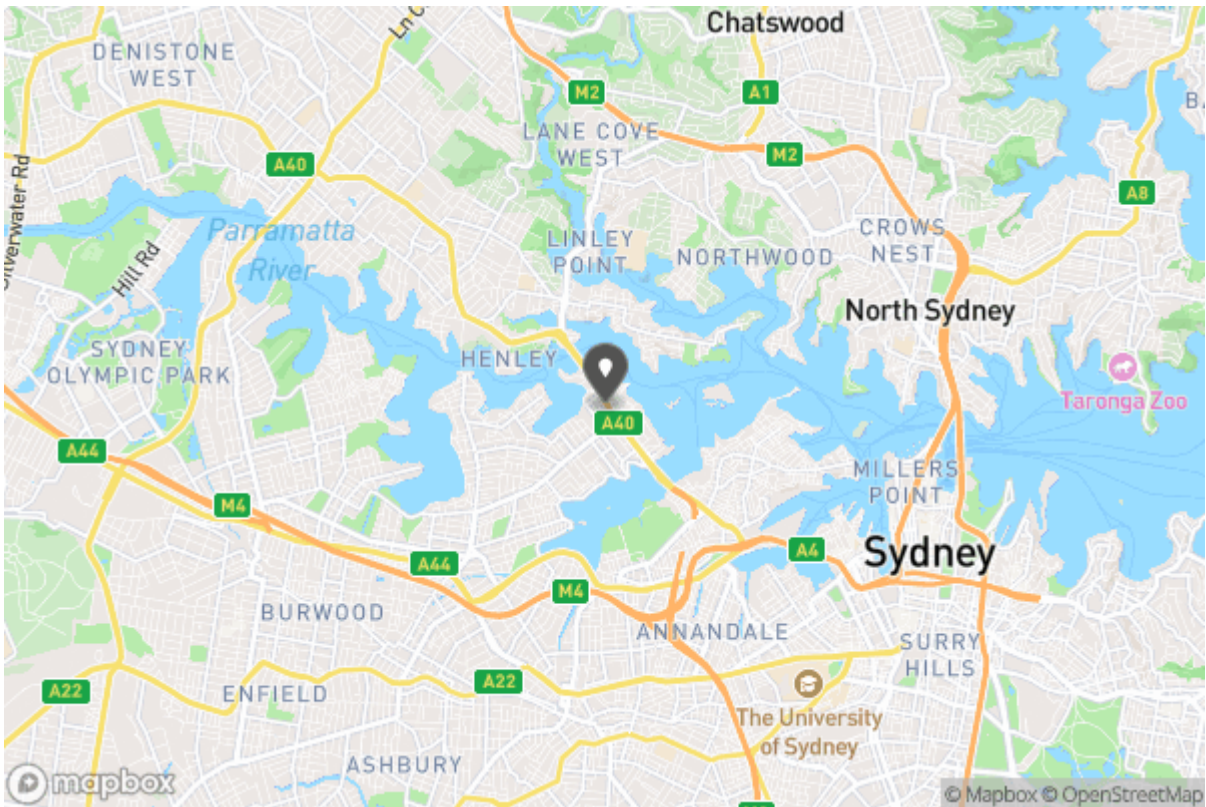 Chatswood
DENISTONE
WEST
M2
A1
LANE COVE
WEST
M2
A40
A8
Parramatta
River
Hill Rd
LINLEY
POINT
NORTHWOOD
CROWS
NEST
North Sydney
SYDNEY
OLYMPIC PARK
HENLEY
Taronga Zoo
A40
A44
M4
MILLERS
POINT
A44
A4
Sydney
M4
BURWOOD
ANNANDALE
SURRY
HILLS
A22
ENFIELD
A22
The University
of Sydney
ASHBURY
mapbox
© Mapbox © OpenStreetMap